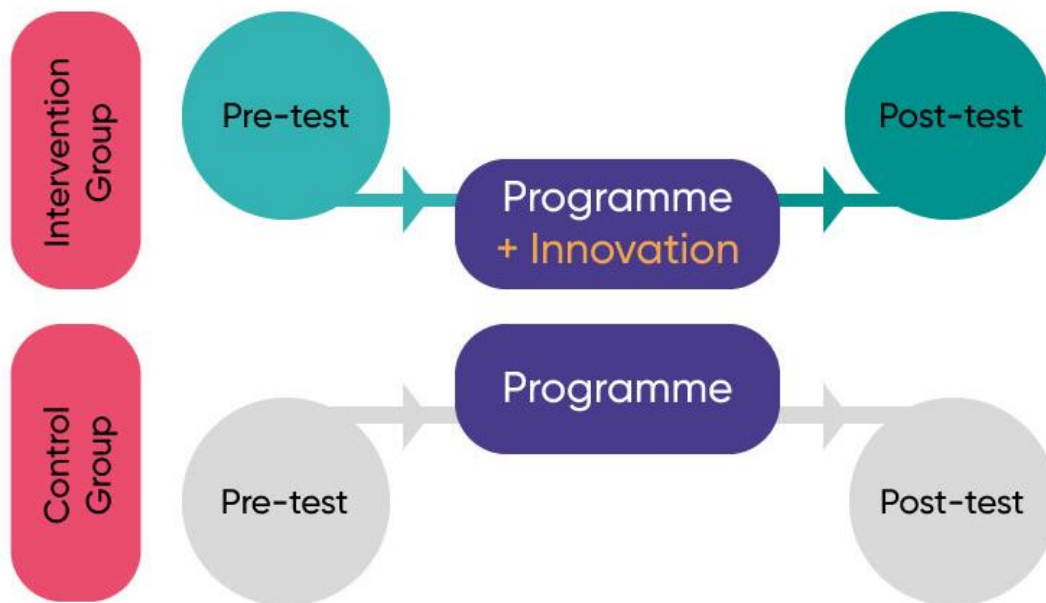 Intervention
Group
Pre-test
Programme
+ Innovation
Post-test
Control
Group
Pre-test
Programme
Post-test